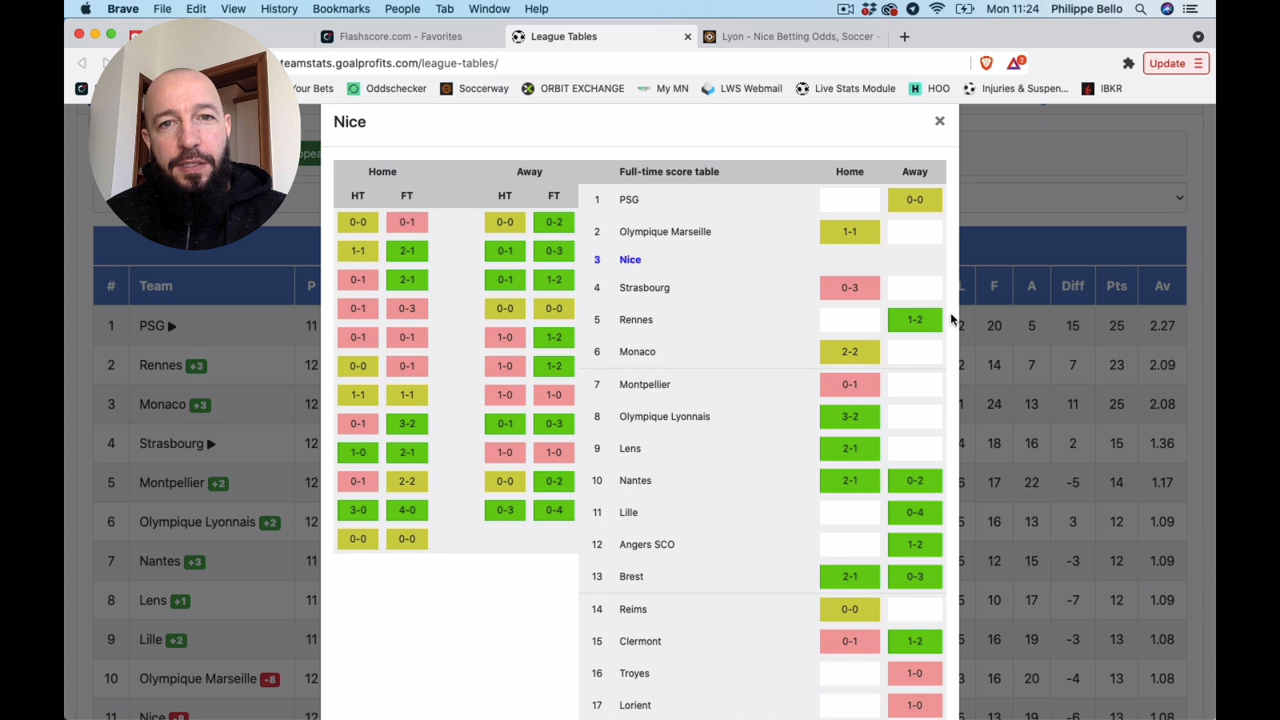 Brave File Edit View History Bookmarks People Tab Window Help Mon 11:24 Philippe Bello
Flashscore.com - Favorites League Tables × Lyon - Nice Betting Odds, Soccer - +
teamstats.goalprofits.com/league-tables/ 2 Update
our Bets Oddschecker Soccerway ORBIT EXCHANGE My MN LWS Webmail Live Stats Module HOO Injuries & Suspen... IBKR
Nice ×
Home Away Full-time score table Home Away
HT FT HT FT
1 PSG 0-0
0-0 0-1 0-0 0-2
2 Olympique Marseille 1-1
1-1 2-1 0-1 0-3
3 Nice
0-1 2-1 0-1 1-2
4 Strasbourg 0-3
0-1 0-3 0-0 0-0
5 Rennes 1-2
0-1 0-1 1-0 1-2
6 Monaco 2-2
0-0 0-1 1-0 1-2
7 Montpellier 0-1
1-1 1-1 1-0 1-0
8 Olympique Lyonnais 3-2
0-1 3-2 0-1 0-3
9 Lens 2-1
1-0 2-1 1-0 1-0
10 Nantes 2-1 0-2
0-1 2-2 0-0 0-2
11 Lille 0-4
3-0 4-0 0-3 0-4
12 Angers SCO 1-2
0-0 0-0
13 Brest 2-1 0-3
14 Reims 0-0
15 Clermont 0-1 1-2
16 Troyes 1-0
17 Lorient 1-0
# Team P F A Diff Pts Av
1 PSG 11 20 5 15 25 2.27
2 Rennes +3 12 14 7 7 23 2.09
3 Monaco +3 12 24 13 11 25 2.08
4 Strasbourg 12 18 16 2 15 1.36
5 Montpellier +2 12 17 22 -5 14 1.17
6 Olympique Lyonnais +2 12 16 13 3 12 1.09
7 Nantes +3 11 16 19 -3 12 1.09
8 Lens +1 11 10 17 -7 12 1.09
9 Lille +2 11 16 19 -3 13 1.08
10 Olympique Marseille -8 12 16 20 -4 13 1.08
11 Nice 12 13 19 13 1.08